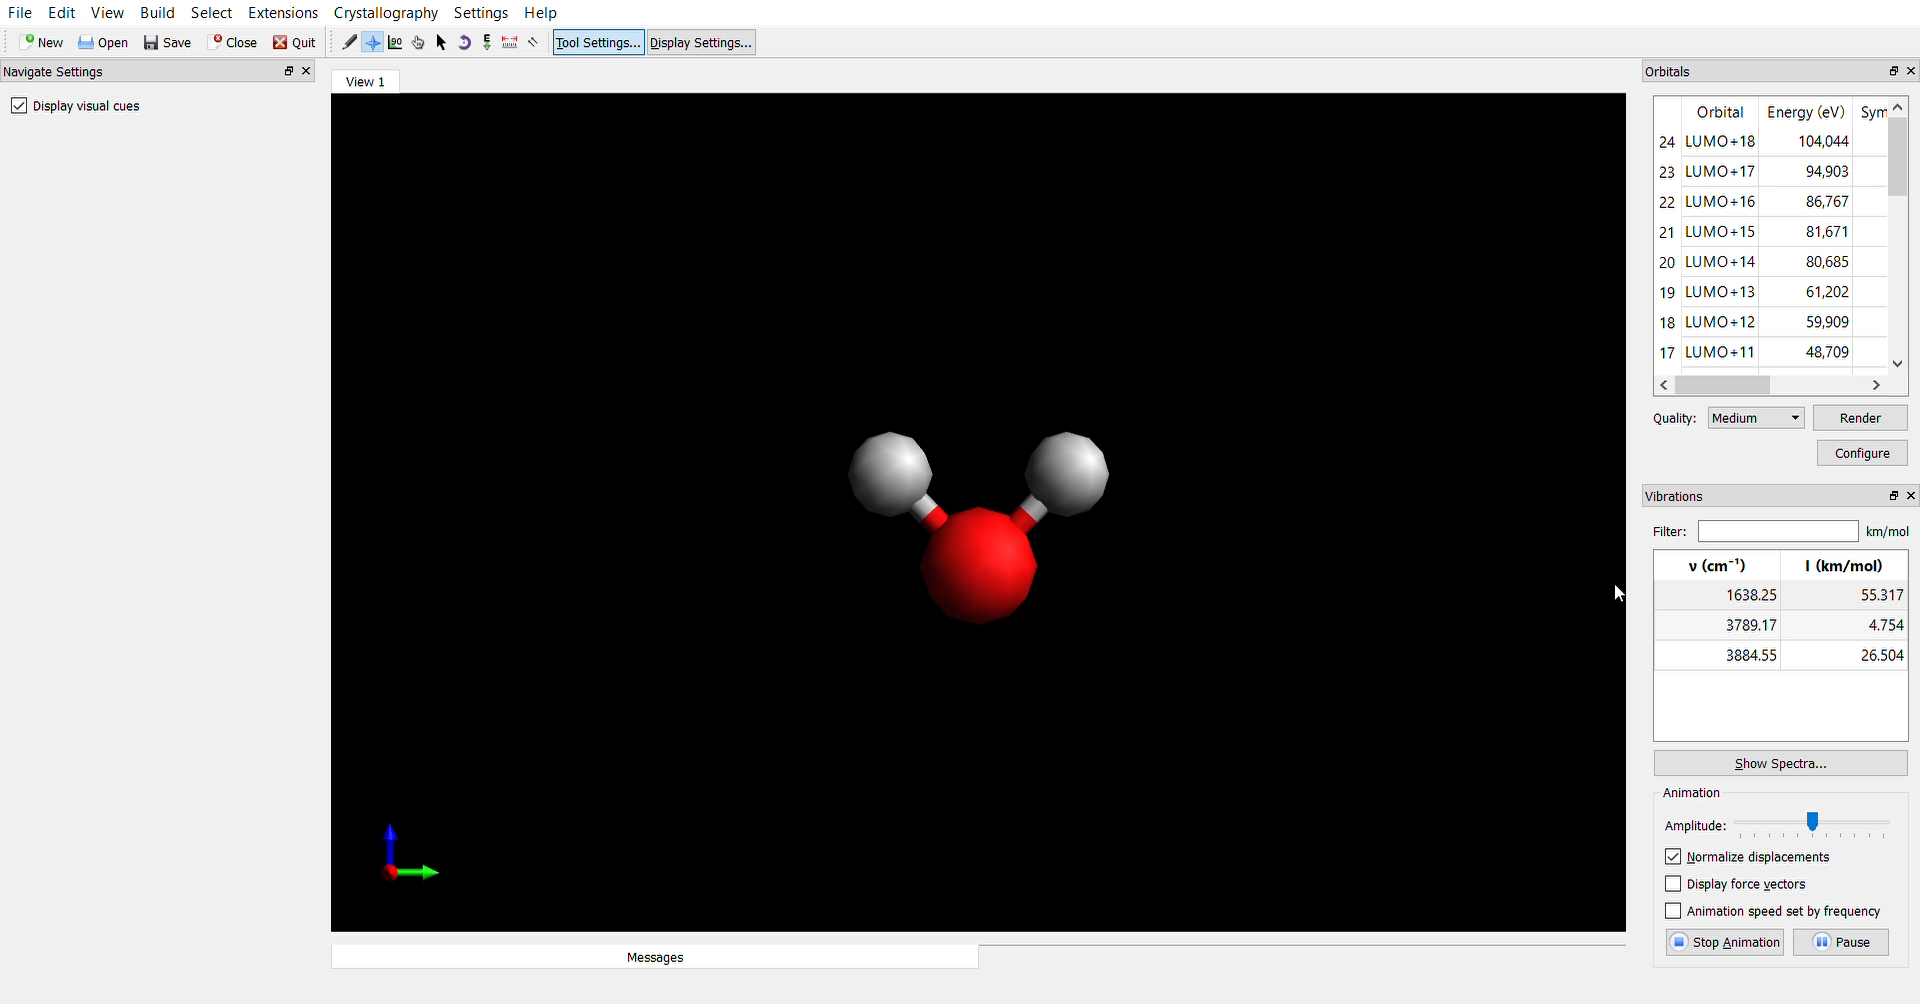 File Edit View Build Select Extensions Crystallography Settings Help
New Open Save Close Quit 90 E Tool Settings... Display Settings...
Navigate Settings
Display visual cues
View 1
Orbitals
Orbital Energy (eV) Sym
24 LUMO+18 104,044
23 LUMO+17 94,903
22 LUMO+16 86,767
21 LUMO+15 81,671
20 LUMO+14 80,685
19 LUMO+13 61,202
18 LUMO+12 59,909
17 LUMO+11 48,709
Quality: Medium Render
Configure
Vibrations
Filter: km/mol
ν (cm⁻¹) I (km/mol)
1638.25 55.317
3789.17 4.754
3884.55 26.504
Show Spectra...
Animation
Amplitude:
Normalize displacements
Display force vectors
Animation speed set by frequency
Stop Animation Pause
Messages